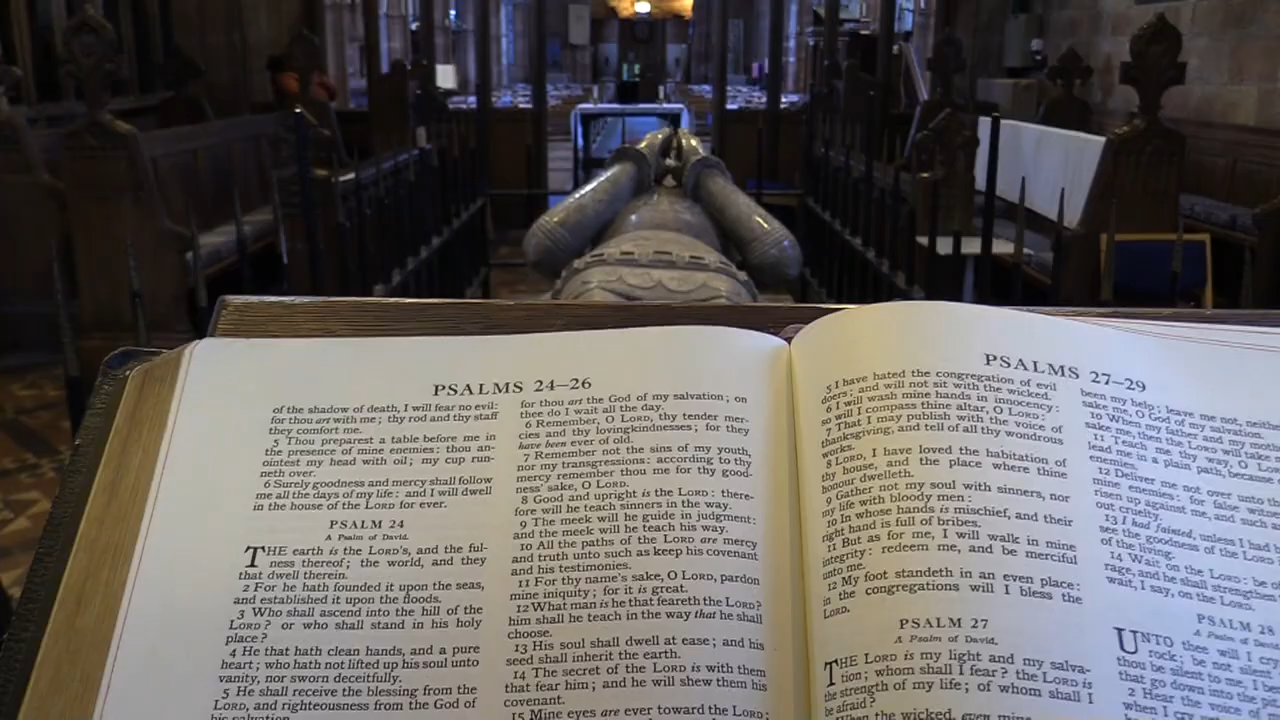 PSALMS 24–26
of the shadow of death, I will fear no evil:
for thou art with me; thy rod and thy staff
they comfort me.
5 Thou preparest a table before me in
the presence of mine enemies: thou an-
ointest my head with oil; my cup run-
neth over.
6 Surely goodness and mercy shall follow
me all the days of my life: and I will dwell
in the house of the LORD for ever.
PSALM 24
A Psalm of David.
THE earth is the LORD's, and the ful-
ness thereof; the world, and they
that dwell therein.
2 For he hath founded it upon the seas,
and established it upon the floods.
3 Who shall ascend into the hill of the
LORD? or who shall stand in his holy
place?
4 He that hath clean hands, and a pure
heart; who hath not lifted up his soul unto
vanity, nor sworn deceitfully.
5 He shall receive the blessing from the
LORD, and righteousness from the God of
his salvation.
for thou art the God of my salvation; on
thee do I wait all the day.
6 Remember, O LORD, thy tender mer-
cies and thy lovingkindnesses; for they
have been ever of old.
7 Remember not the sins of my youth,
nor my transgressions: according to thy
mercy remember thou me for thy good-
ness' sake, O LORD.
8 Good and upright is the LORD: there-
fore will he teach sinners in the way.
9 The meek will he guide in judgment:
and the meek will he teach his way.
10 All the paths of the LORD are mercy
and truth unto such as keep his covenant
and his testimonies.
11 For thy name's sake, O LORD, pardon
mine iniquity; for it is great.
12 What man is he that feareth the LORD?
him shall he teach in the way that he shall
choose.
13 His soul shall dwell at ease; and his
seed shall inherit the earth.
14 The secret of the LORD is with them
that fear him; and he will shew them his
covenant.
15 Mine eyes are ever toward the LORD;
PSALMS 27–29
5 I have hated the congregation of evil
doers; and will not sit with the wicked.
6 I will wash mine hands in innocency:
so will I compass thine altar, O LORD:
7 That I may publish with the voice of
thanksgiving, and tell of all thy wondrous
works.
8 LORD, I have loved the habitation of
thy house, and the place where thine
honour dwelleth.
9 Gather not my soul with sinners, nor
my life with bloody men:
10 In whose hands is mischief, and their
right hand is full of bribes.
11 But as for me, I will walk in mine
integrity: redeem me, and be merciful
unto me.
12 My foot standeth in an even place:
in the congregations will I bless the
LORD.
PSALM 27
A Psalm of David.
THE LORD is my light and my salva-
tion; whom shall I fear? the LORD is
the strength of my life; of whom shall I
be afraid?
When the wicked, even mine
been my help; leave me not, neithe
sake me, O God of my salvation.
10 When my father and my moth
sake me, then the LORD will take
11 Teach me thy way, O LO
lead me in a plain path, because
enemies.
12 Deliver me not over unto th
mine enemies: for false witne
risen up against me, and such a
out cruelty.
13 I had fainted, unless I had
see the goodness of the LORD
of the living.
14 Wait on the LORD: be o
rage, and he shall strengthen
wait, I say, on the LORD.
PSALM 28
A Psalm of David
UNTO thee will I cry
rock; be not silent
thou be silent to me, I be
that go down into the p
2 Hear the voice of
when I cr